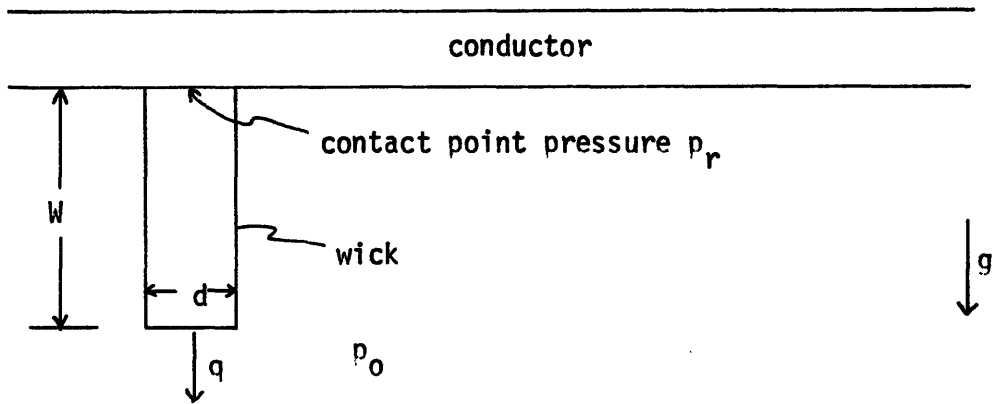 conductor
contact point pressure p_r
W
wick
g
d
p_o
q